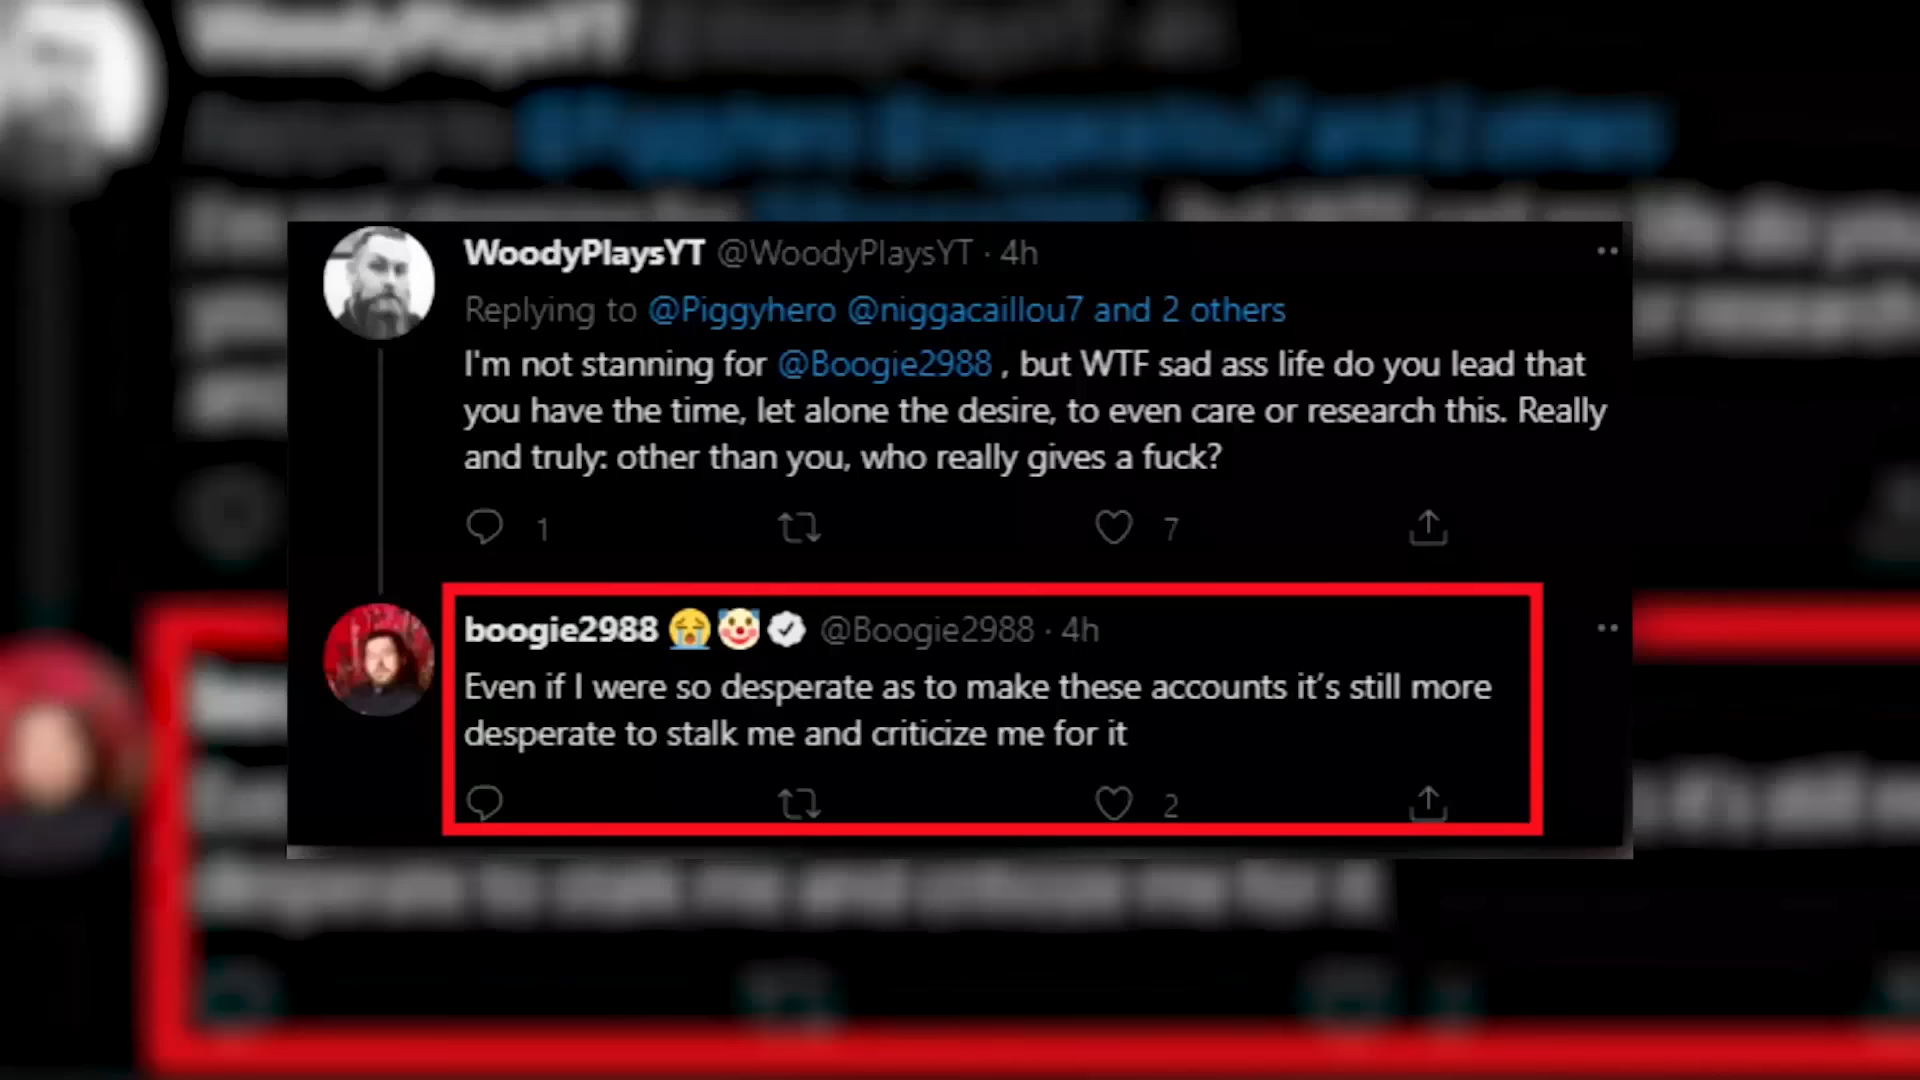 WoodyPlaysYT @WoodyPlaysYT · 4h
Replying to @Piggyhero @niggacaillou7 and 2 others
I'm not stanning for @Boogie2988 , but WTF sad ass life do you lead that
you have the time, let alone the desire, to even care or research this. Really
and truly: other than you, who really gives a fuck?
1 7
boogie2988 😭🤡 @Boogie2988 · 4h
Even if I were so desperate as to make these accounts it's still more
desperate to stalk me and criticize me for it
2